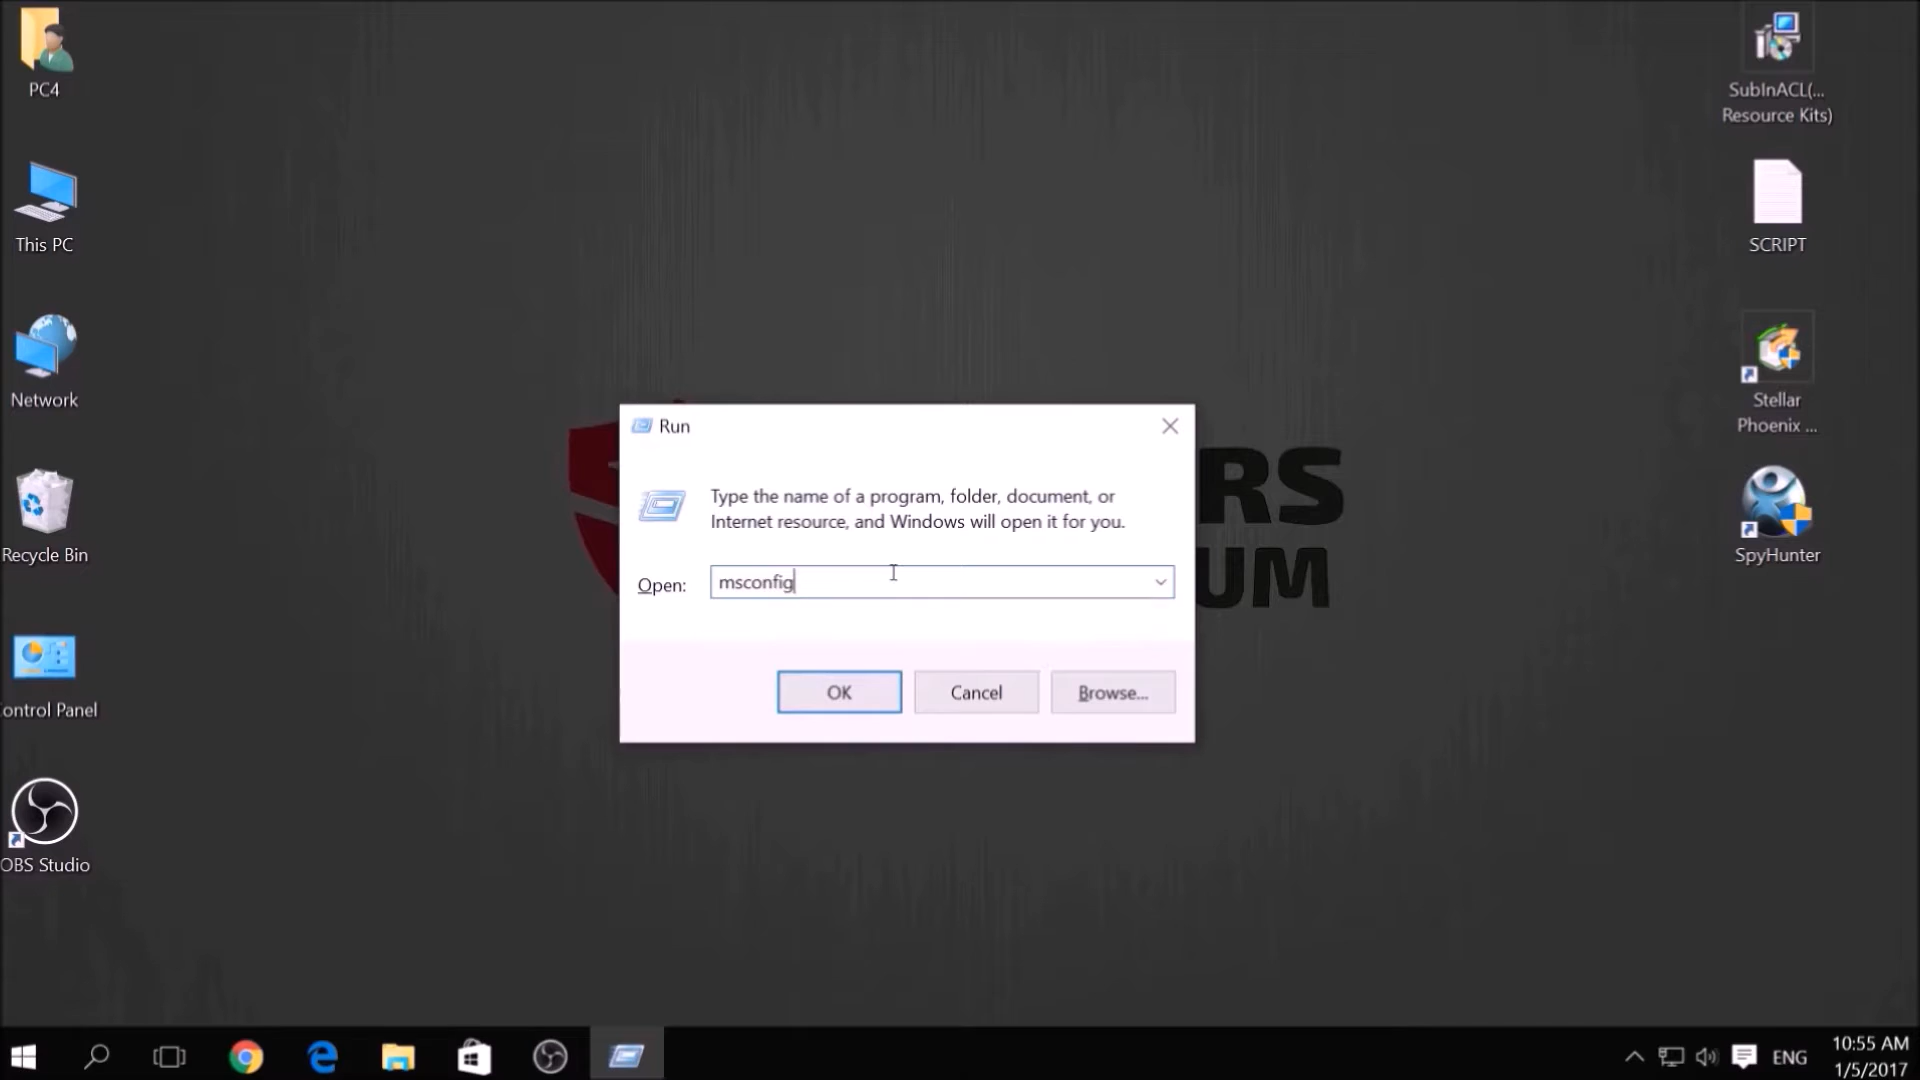 PC4
This PC
Network
Recycle Bin
ontrol Panel
OBS Studio
SubInACL(...
Resource Kits)
SCRIPT
Stellar
Phoenix ...
SpyHunter
RS
UM
Run
Type the name of a program, folder, document, or
Internet resource, and Windows will open it for you.
Open: msconfig
OK Cancel Browse...
ENG
10:55 AM
1/5/2017